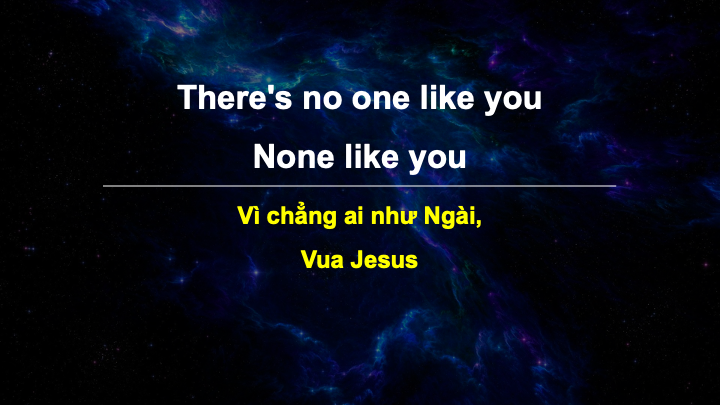 There's no one like you
None like you
Vì chẳng ai như Ngài,
Vua Jesus